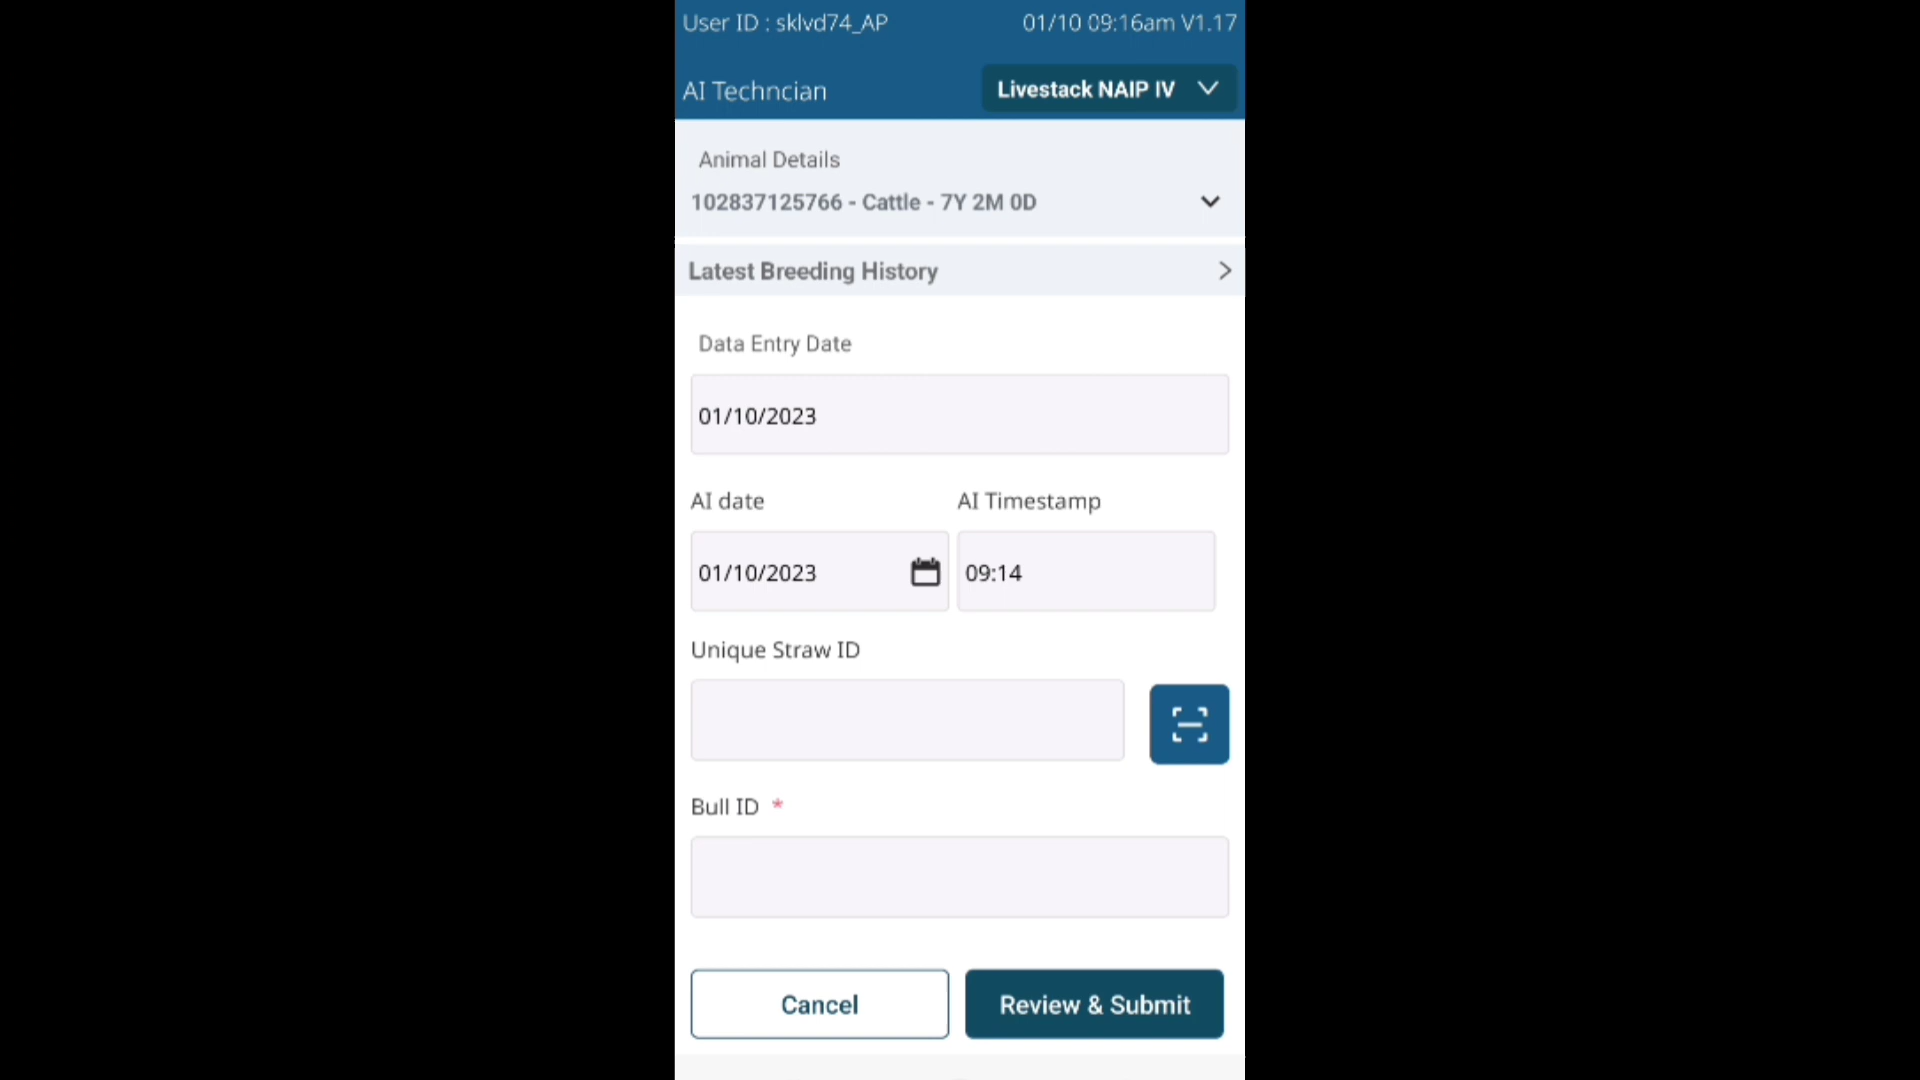 User ID : sklvd74_AP 01/10 09:16am V1.17
AI Techncian Livestack NAIP IV
Animal Details
102837125766 - Cattle - 7Y 2M 0D
Latest Breeding History
Data Entry Date
01/10/2023
AI date AI Timestamp
01/10/2023 09:14
Unique Straw ID
Bull ID *
Cancel Review & Submit